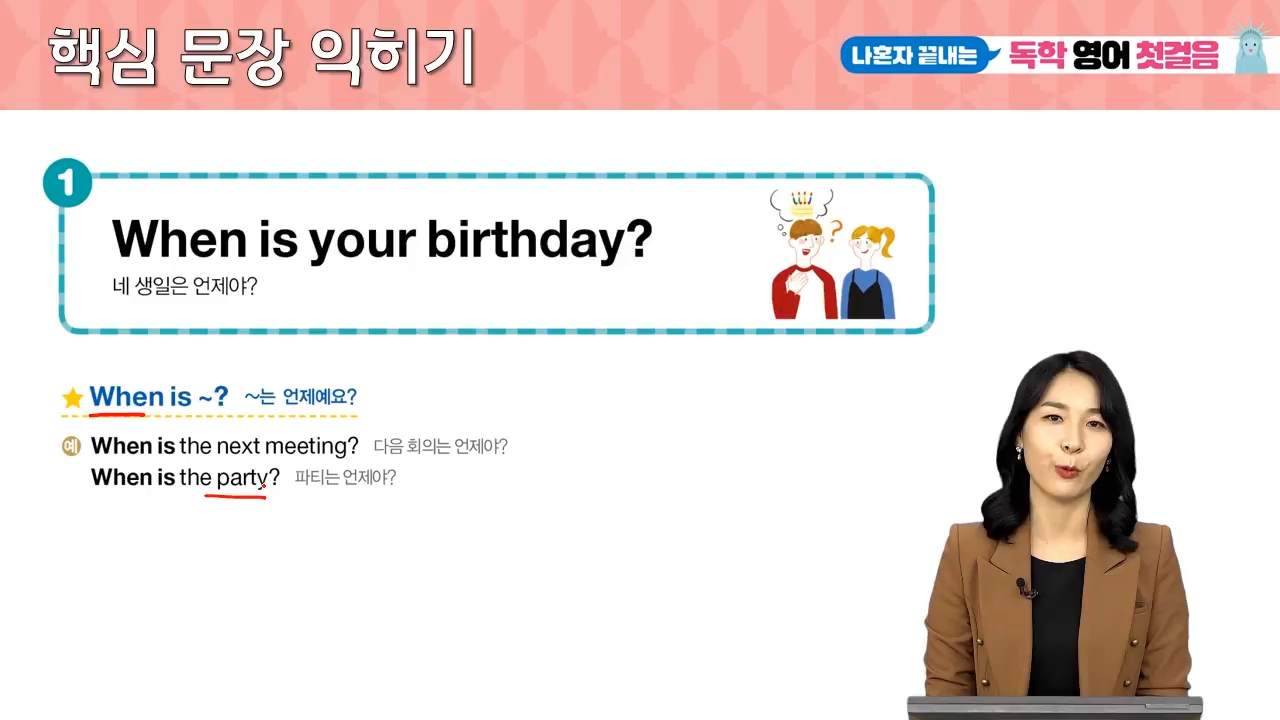 핵심 문장 익히기
나혼자 끝내는 독학 영어 첫걸음
1
When is your birthday?
네 생일은 언제야?
?
When is ~? ~는 언제예요?
예 When is the next meeting? 다음 회의는 언제야?
When is the party? 파티는 언제야?